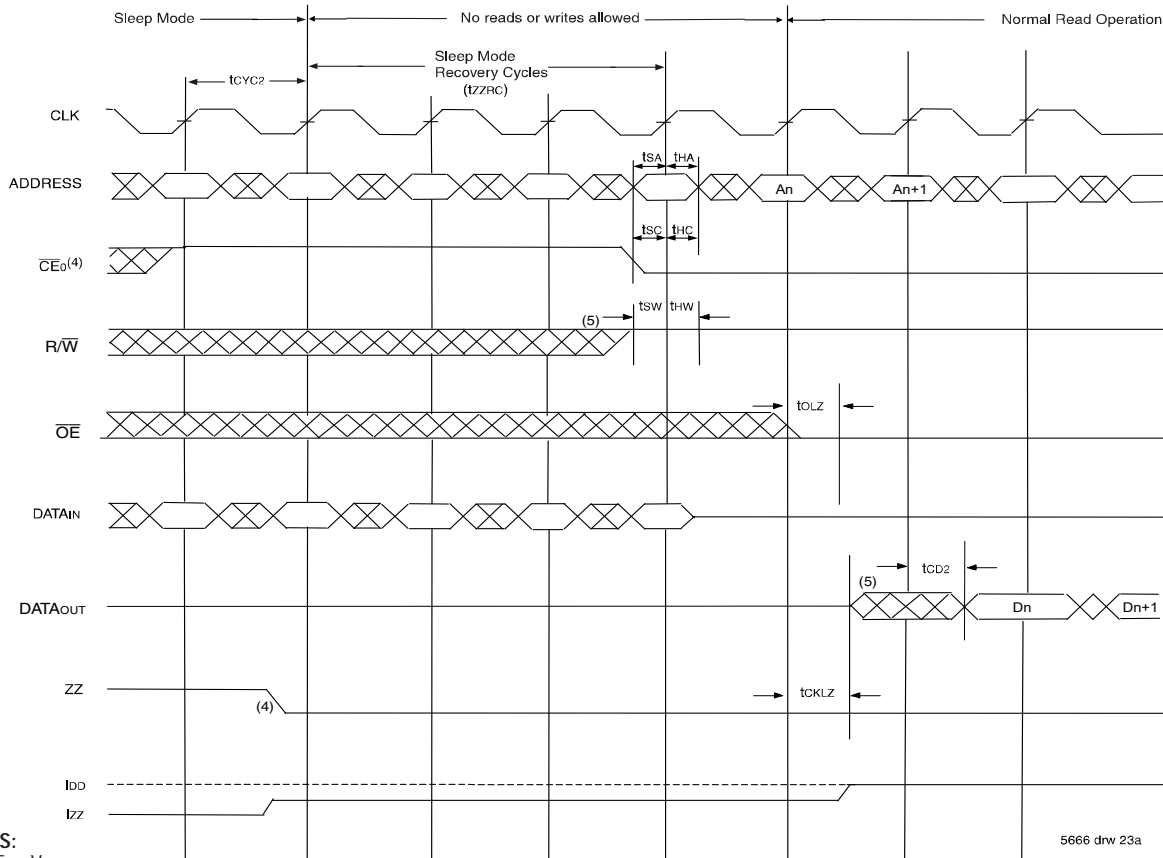 Sleep Mode
No reads or writes allowed
Normal Read Operation
Sleep Mode
Recovery Cycles
(tZZRC)
tCYC2
CLK
tSA tHA
ADDRESS
An
An+1
tSC tHC
CE0(4)
tSW tHW
(5)
R/W
tOLZ
OE
DATAIN
tCD2
(5)
DATAOUT
Dn
Dn+1
ZZ
(4)
tCKLZ
IDD
IZZ
S:
5666 drw 23a